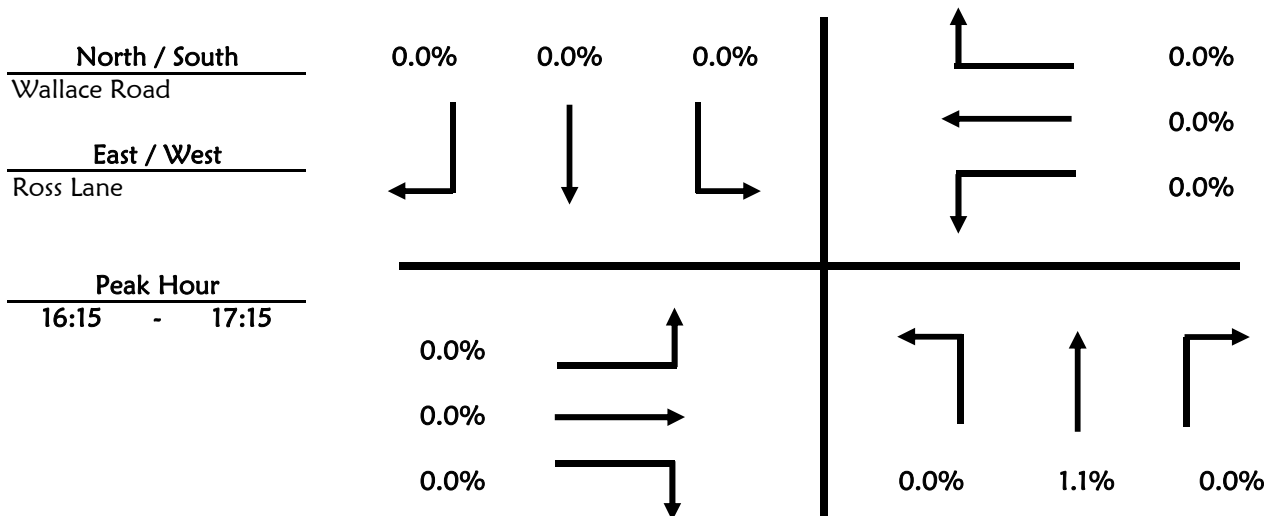 North / South
Wallace Road
East / West
Ross Lane
Peak Hour
16:15 - 17:15
0.0% 0.0% 0.0%
0.0%
0.0%
0.0%
0.0%
0.0%
0.0%
0.0% 1.1% 0.0%